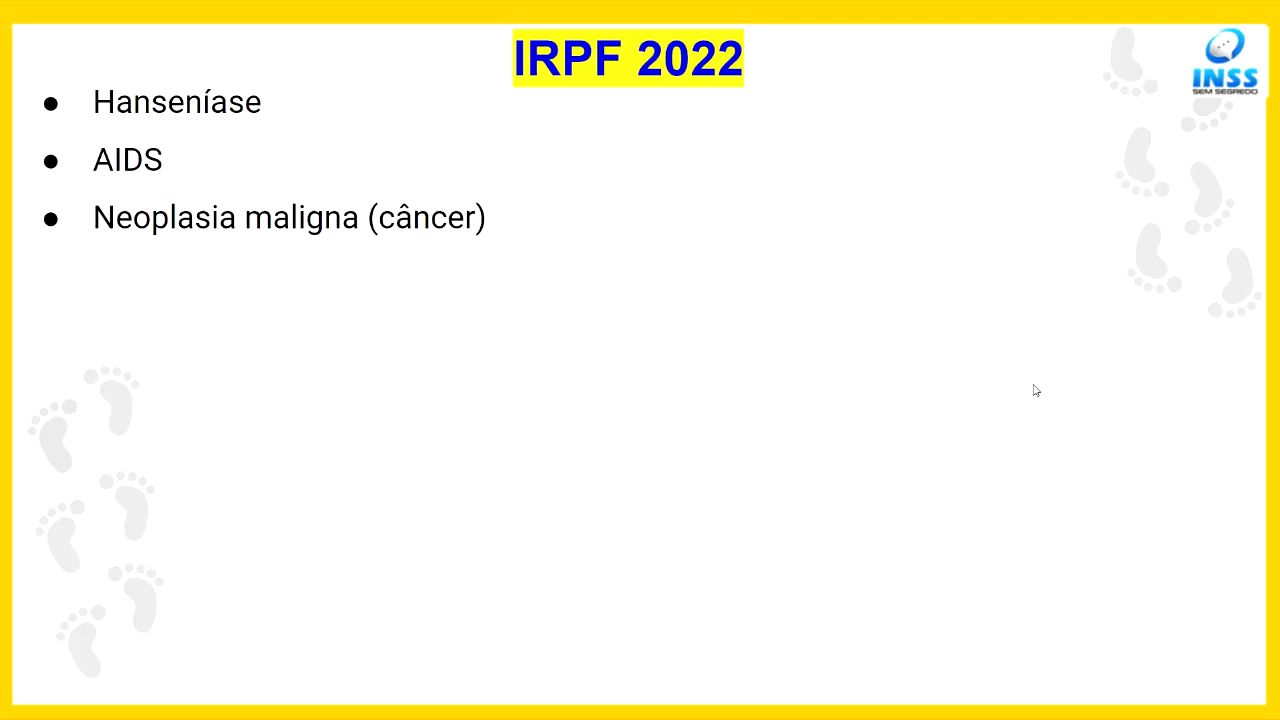 IRPF 2022
INSS
SEM SEGREDO
● Hanseníase
● AIDS
● Neoplasia maligna (câncer)